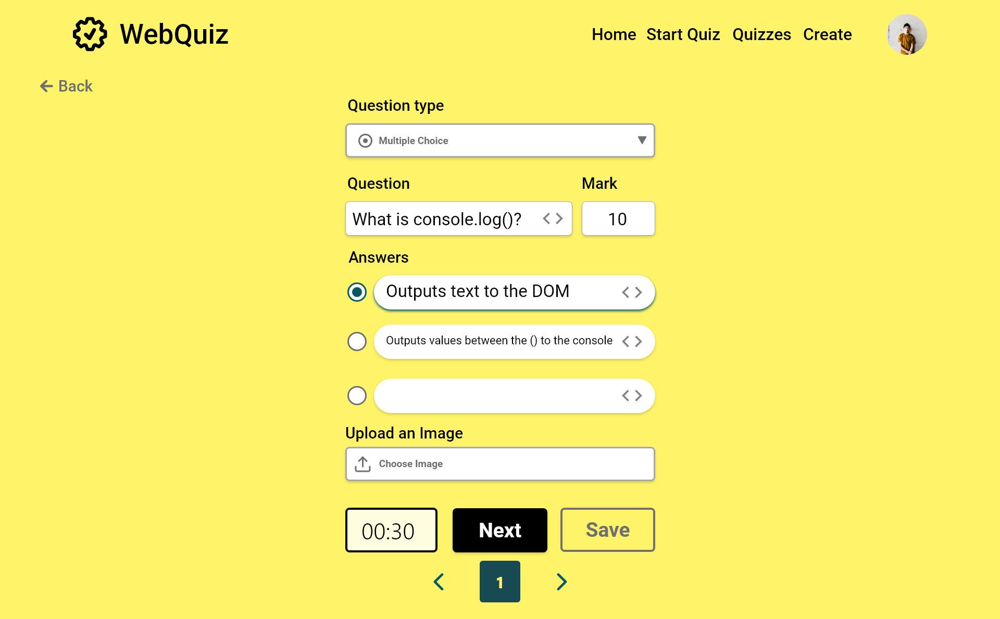 WebQuiz
Home Start Quiz Quizzes Create
Back
Question type
Multiple Choice
Question Mark
What is console.log()? < > 10
Answers
Outputs text to the DOM < >
Outputs values between the () to the console < >
< >
Upload an Image
Choose Image
00:30 Next Save
1